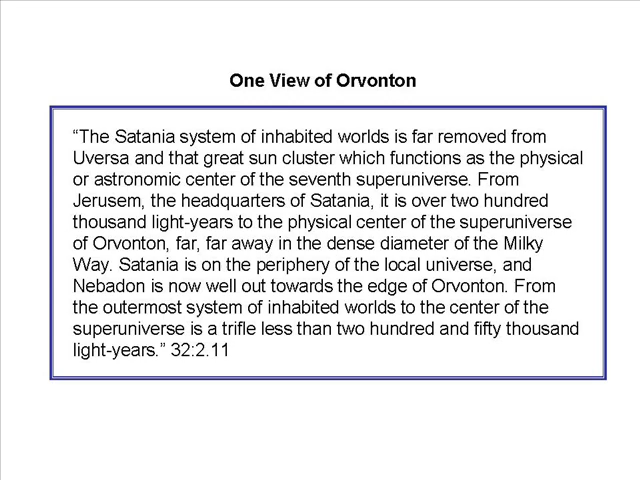 One View of Orvonton
“The Satania system of inhabited worlds is far removed from
Uversa and that great sun cluster which functions as the physical
or astronomic center of the seventh superuniverse. From
Jerusem, the headquarters of Satania, it is over two hundred
thousand light-years to the physical center of the superuniverse
of Orvonton, far, far away in the dense diameter of the Milky
Way. Satania is on the periphery of the local universe, and
Nebadon is now well out towards the edge of Orvonton. From
the outermost system of inhabited worlds to the center of the
superuniverse is a trifle less than two hundred and fifty thousand
light-years.” 32:2.11